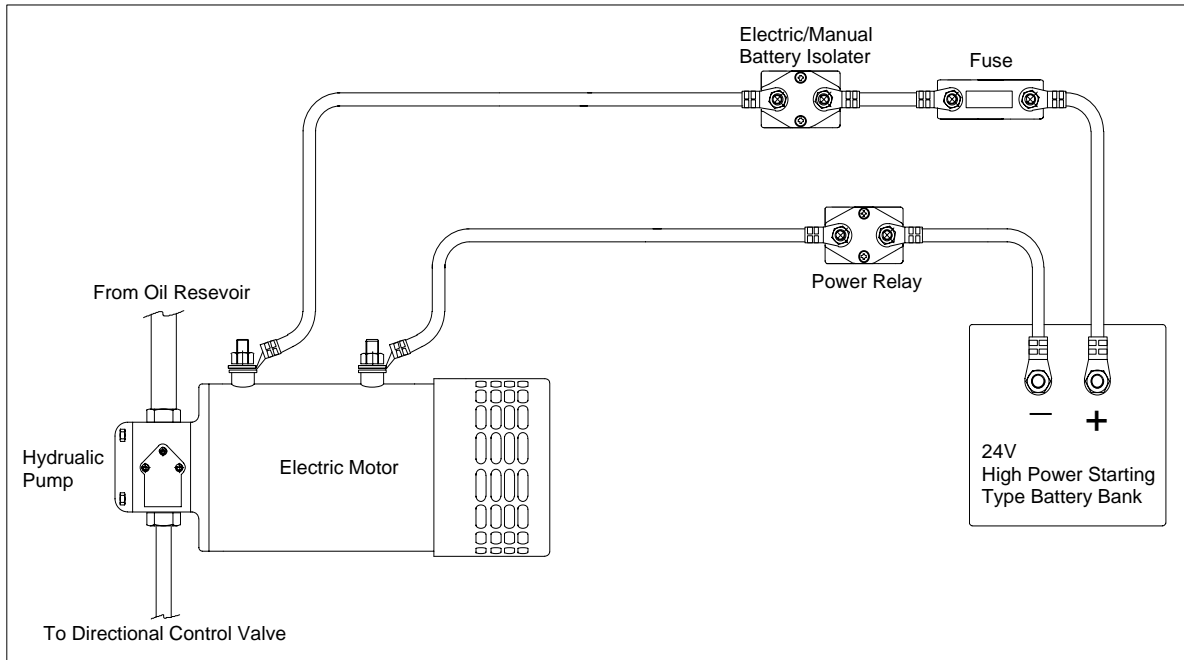 Electric/Manual
Battery Isolater
Fuse
Power Relay
From Oil Resevoir
Hydrualic
Pump
Electric Motor
— +
24V
High Power Starting
Type Battery Bank
To Directional Control Valve